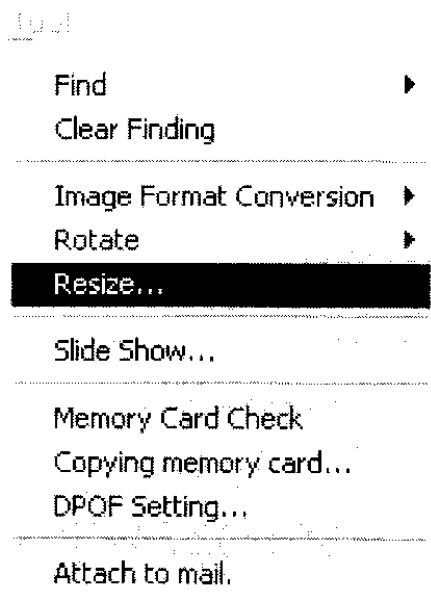 Find
Clear Finding
Image Format Conversion
Rotate
Resize...
Slide Show...
Memory Card Check
Copying memory card...
DPOF Setting...
Attach to mail.